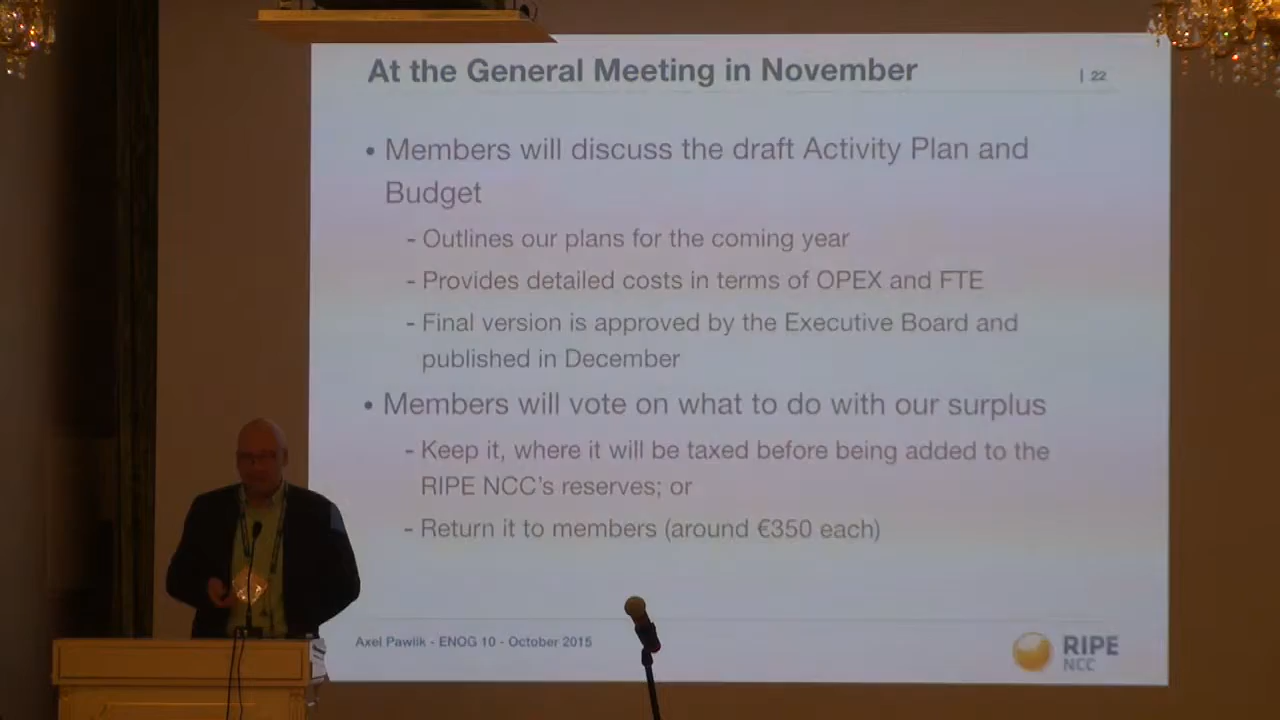 At the General Meeting in November
| 22
• Members will discuss the draft Activity Plan and
Budget
- Outlines our plans for the coming year
- Provides detailed costs in terms of OPEX and FTE
- Final version is approved by the Executive Board and
published in December
• Members will vote on what to do with our surplus
- Keep it, where it will be taxed before being added to the
RIPE NCC's reserves; or
- Return it to members (around €350 each)
Axel Pawlik - ENOG 10 - October 2015
RIPE
NCC